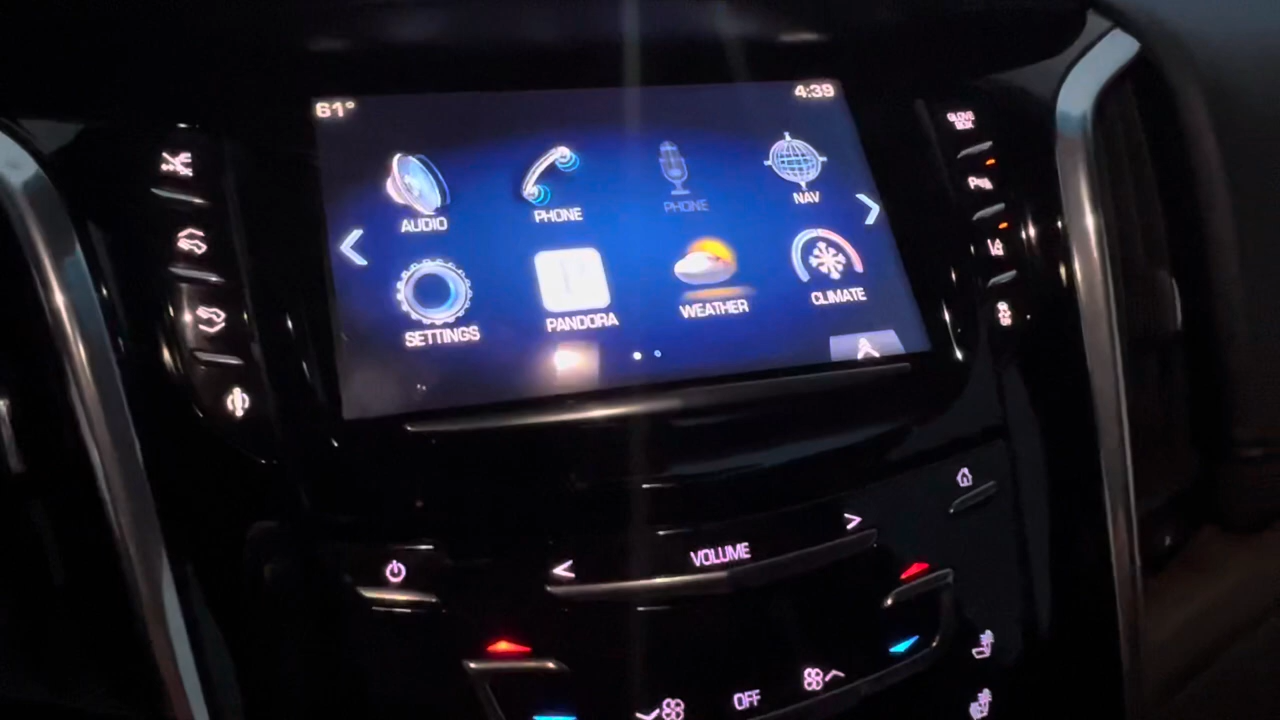 61°
4:39
AUDIO
PHONE
PHONE
NAV
SETTINGS
PANDORA
WEATHER
CLIMATE
GLOVE
BOX
VOLUME
OFF